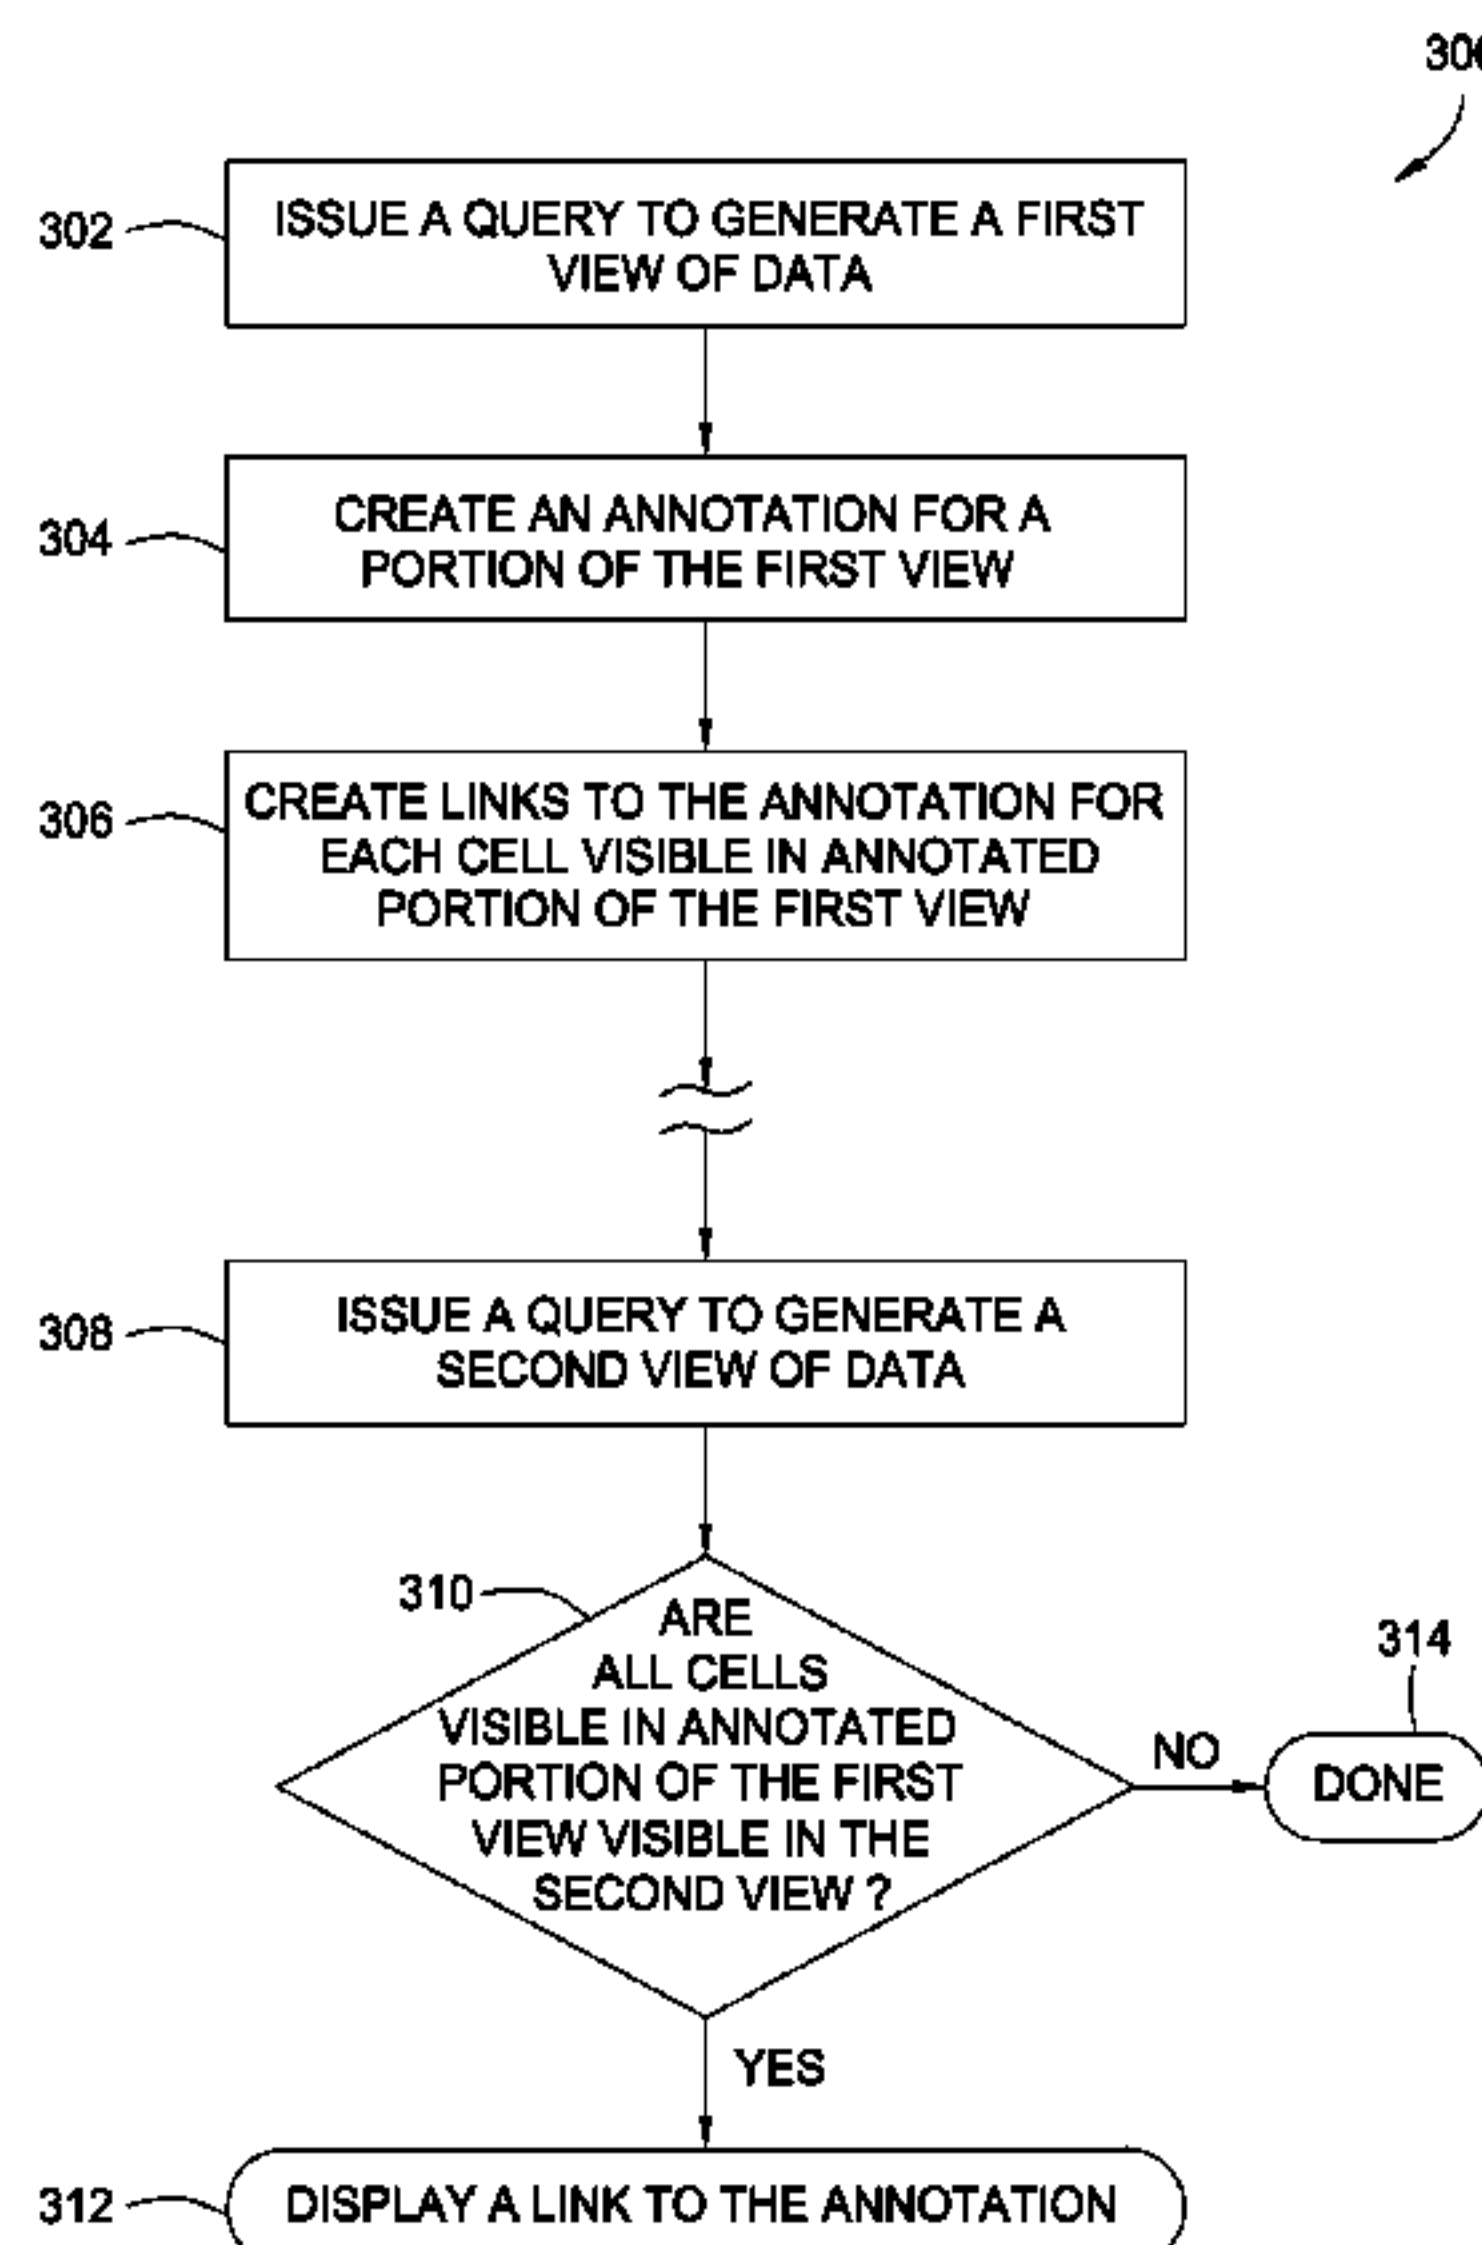 302
ISSUE A QUERY TO GENERATE A FIRST
VIEW OF DATA
304
CREATE AN ANNOTATION FOR A
PORTION OF THE FIRST VIEW
306
CREATE LINKS TO THE ANNOTATION FOR
EACH CELL VISIBLE IN ANNOTATED
PORTION OF THE FIRST VIEW
308
ISSUE A QUERY TO GENERATE A
SECOND VIEW OF DATA
310
ARE
ALL CELLS
VISIBLE IN ANNOTATED
PORTION OF THE FIRST
VIEW VISIBLE IN THE
SECOND VIEW ?
314
NO
DONE
YES
312
DISPLAY A LINK TO THE ANNOTATION